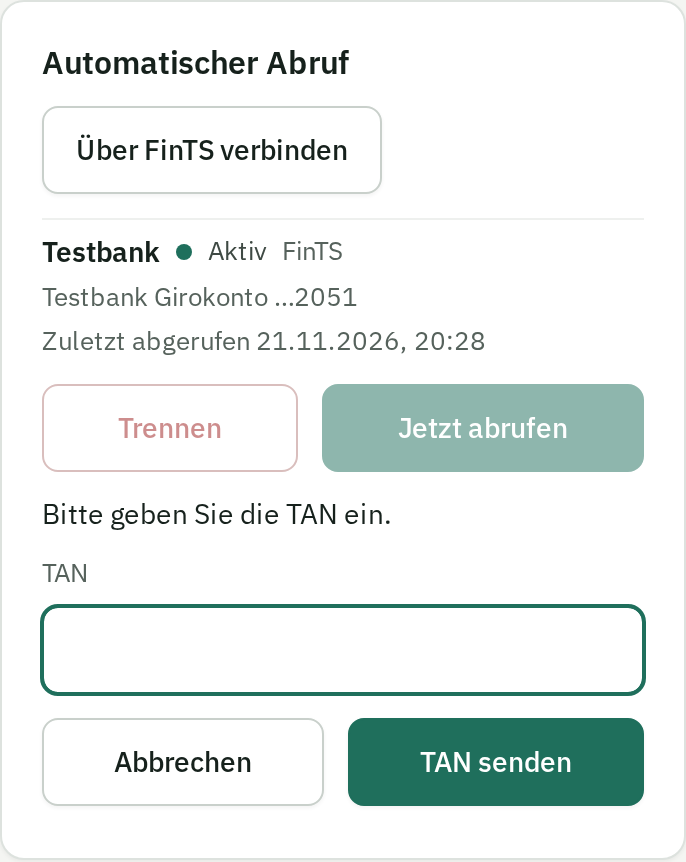 Automatischer Abruf
Über FinTS verbinden
Testbank Aktiv FinTS
Testbank Girokonto …2051
Zuletzt abgerufen 21.11.2026, 20:28
Trennen Jetzt abrufen
Bitte geben Sie die TAN ein.
TAN
Abbrechen TAN senden